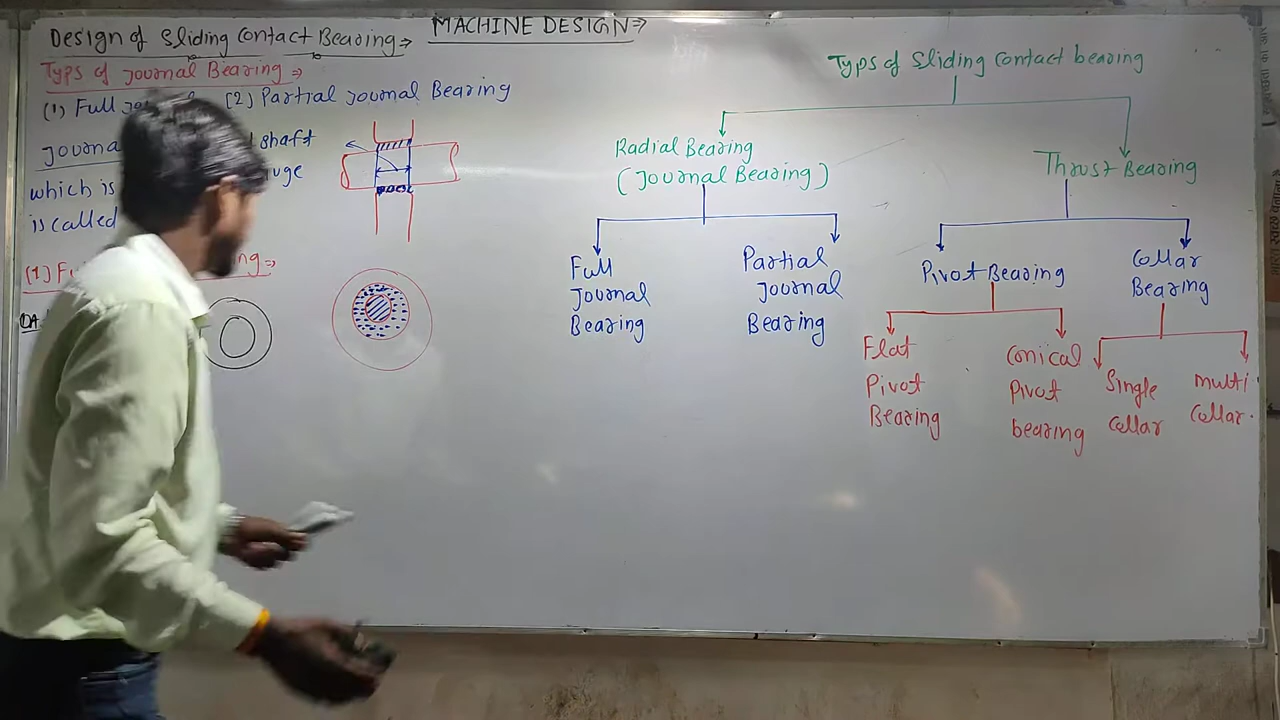 MACHINE DESIGN⇒
Design of Sliding Contact Bearing⇒
Typs of Journal Bearing ⇒
(1) Full (2) Partial Journal Bearing
shaft
which is
is called
(1)
Typs of Sliding Contact bearing
Radial Bearing
(Journal Bearing)
Thrust Bearing
Full
Journal
Bearing
Partial
Journal
Bearing
Pivot Bearing
Collar
Bearing
Flat
Pivot
Bearing
Conical
Pivot
bearing
Single
Collar
multi
Collar.